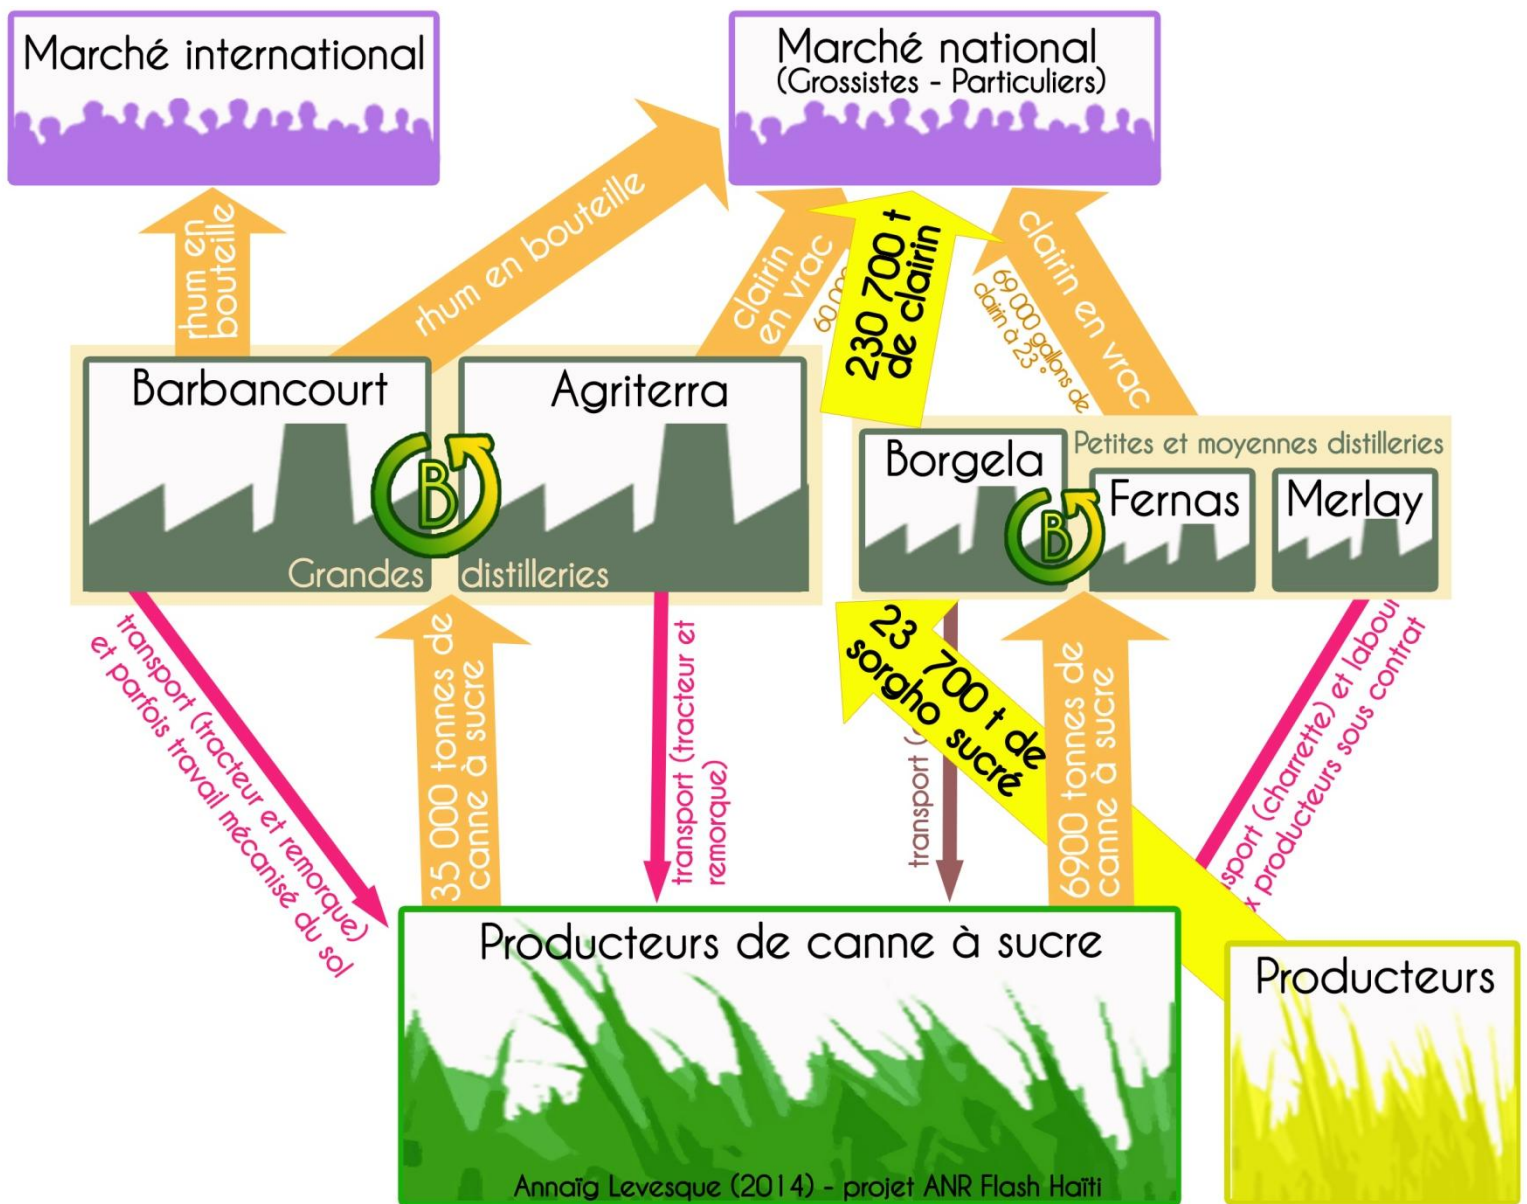 Marché international
Marché national
(Grossistes - Particuliers)
rhum en
bouteille
rhum en bouteille
clairin
en vrac
230 700 t
de clairin
clairin en vrac
69 000 gallons de
clairin à 23°
Barbancourt
Agriterra
B
Grandes distilleries
Borgela
Petites et moyennes distilleries
Fernas
Merlay
B
transport (tracteur et remorque)
et parfois travail mécanisé du sol
35 000 tonnes de
canne à sucre
transport (tracteur et
remorque)
transport (
23 700 t de
sorgho sucré
6900 tonnes de
canne à sucre
(charrette) et labour
producteurs sous contrat
Producteurs de canne à sucre
Producteurs
Annaïg Levesque (2014) - projet ANR Flash Haïti